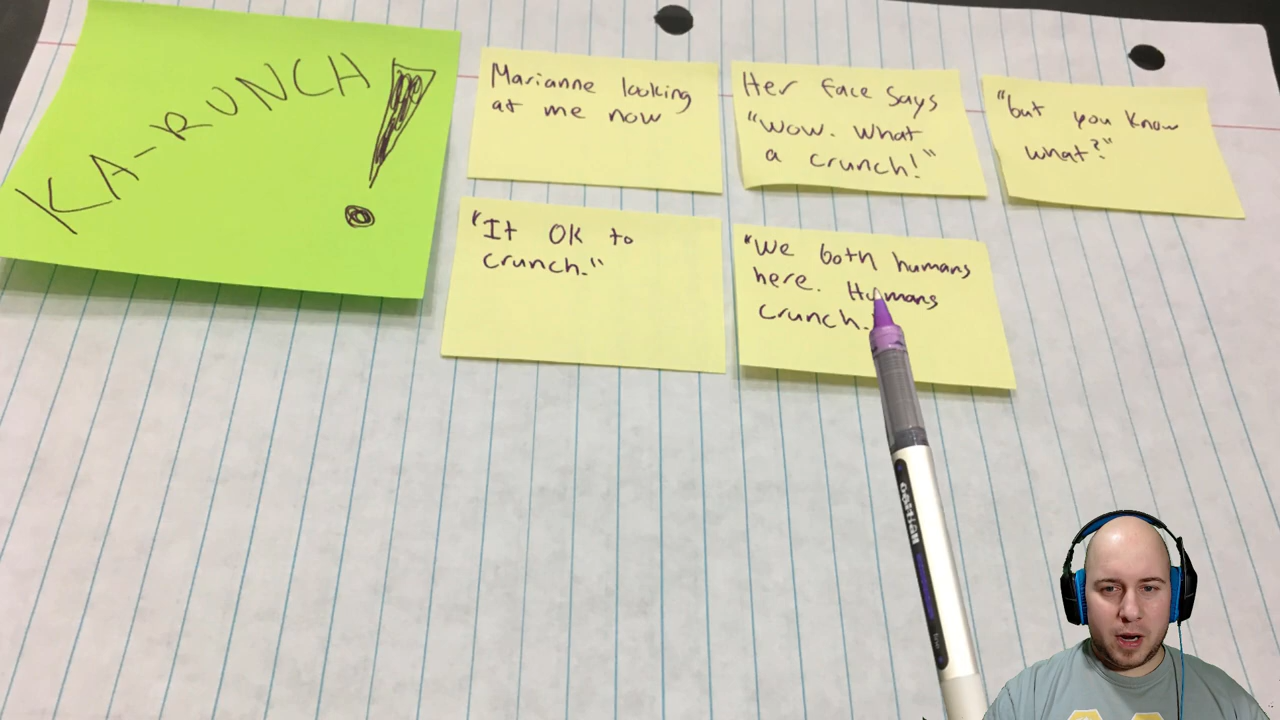 KA-RUNCH!
Marianne looking
at me now
Her face says
"Wow. What
a crunch!"
"but you know
what?"
"It OK to
crunch."
"We both humans
here. Humans
crunch.